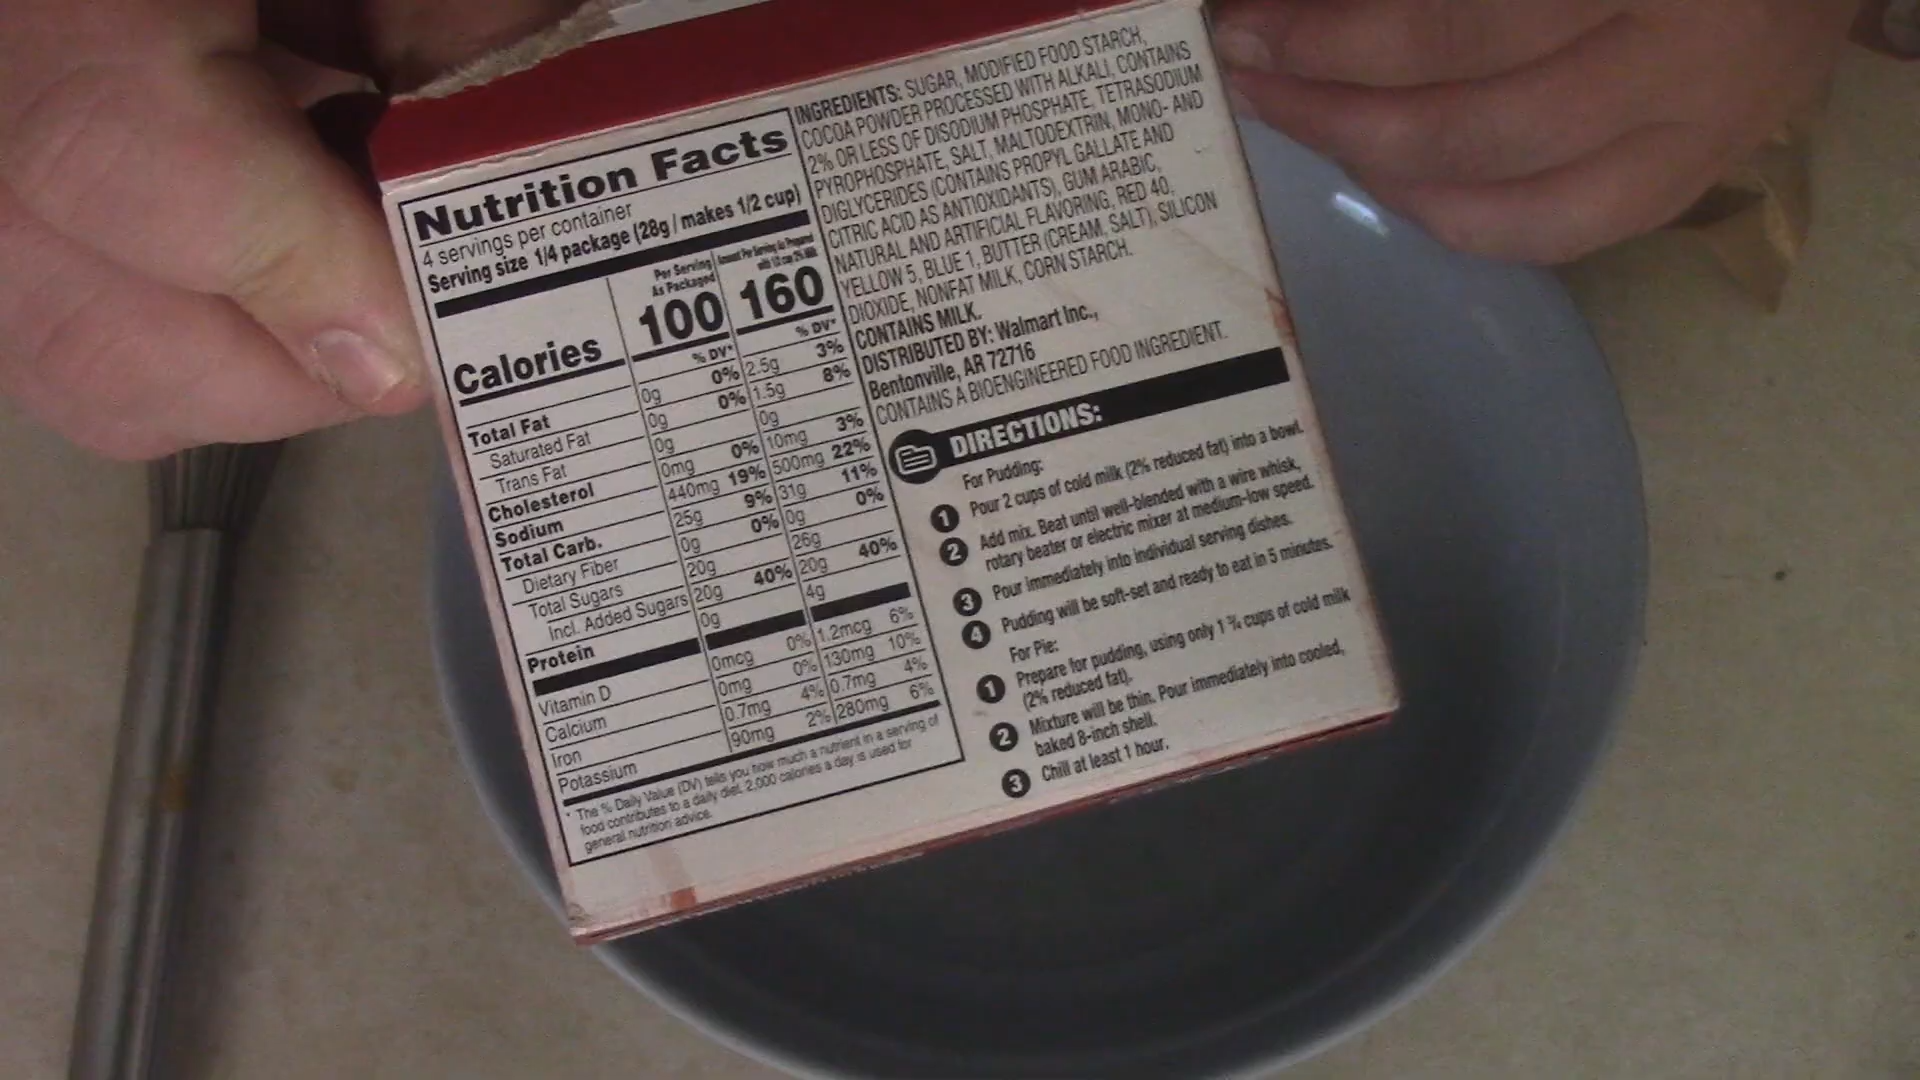 Nutrition Facts
4 servings per container
Serving size 1/4 package (28g / makes 1/2 cup)
Per Serving As Packaged
Amount Per Serving As Prepared with 1/2 cup 2% Milk
Calories 100 160
% DV* % DV*
Total Fat 0g 0% 2.5g 3%
Saturated Fat 0g 0% 1.5g 8%
Trans Fat 0g 0g
Cholesterol 0mg 0% 10mg 3%
Sodium 440mg 19% 500mg 22%
Total Carb. 25g 9% 31g 11%
Dietary Fiber 0g 0% 0g 0%
Total Sugars 20g 26g
Incl. Added Sugars 20g 40% 20g 40%
Protein 0g 4g
Vitamin D 0mcg 0% 1.2mcg 6%
Calcium 0mg 0% 130mg 10%
Iron 0.7mg 4% 0.7mg 4%
Potassium 90mg 2% 280mg 6%
* The % Daily Value (DV) tells you how much a nutrient in a serving of
food contributes to a daily diet. 2,000 calories a day is used for
general nutrition advice.
INGREDIENTS: SUGAR, MODIFIED FOOD STARCH,
COCOA POWDER PROCESSED WITH ALKALI, CONTAINS
2% OR LESS OF DISODIUM PHOSPHATE, TETRASODIUM
PYROPHOSPHATE, SALT, MALTODEXTRIN, MONO- AND
DIGLYCERIDES (CONTAINS PROPYL GALLATE AND
CITRIC ACID AS ANTIOXIDANTS), GUM ARABIC,
NATURAL AND ARTIFICIAL FLAVORING, RED 40,
YELLOW 5, BLUE 1, BUTTER (CREAM, SALT), SILICON
DIOXIDE, NONFAT MILK, CORN STARCH.
CONTAINS MILK.
DISTRIBUTED BY: Walmart Inc.,
Bentonville, AR 72716
CONTAINS A BIOENGINEERED FOOD INGREDIENT.
DIRECTIONS:
For Pudding:
1 Pour 2 cups of cold milk (2% reduced fat) into a bowl.
2 Add mix. Beat until well-blended with a wire whisk,
rotary beater or electric mixer at medium-low speed.
3 Pour immediately into individual serving dishes.
4 Pudding will be soft-set and ready to eat in 5 minutes.
For Pie:
1 Prepare for pudding, using only 1 ¾ cups of cold milk
(2% reduced fat).
2 Mixture will be thin. Pour immediately into cooled,
baked 8-inch shell.
3 Chill at least 1 hour.